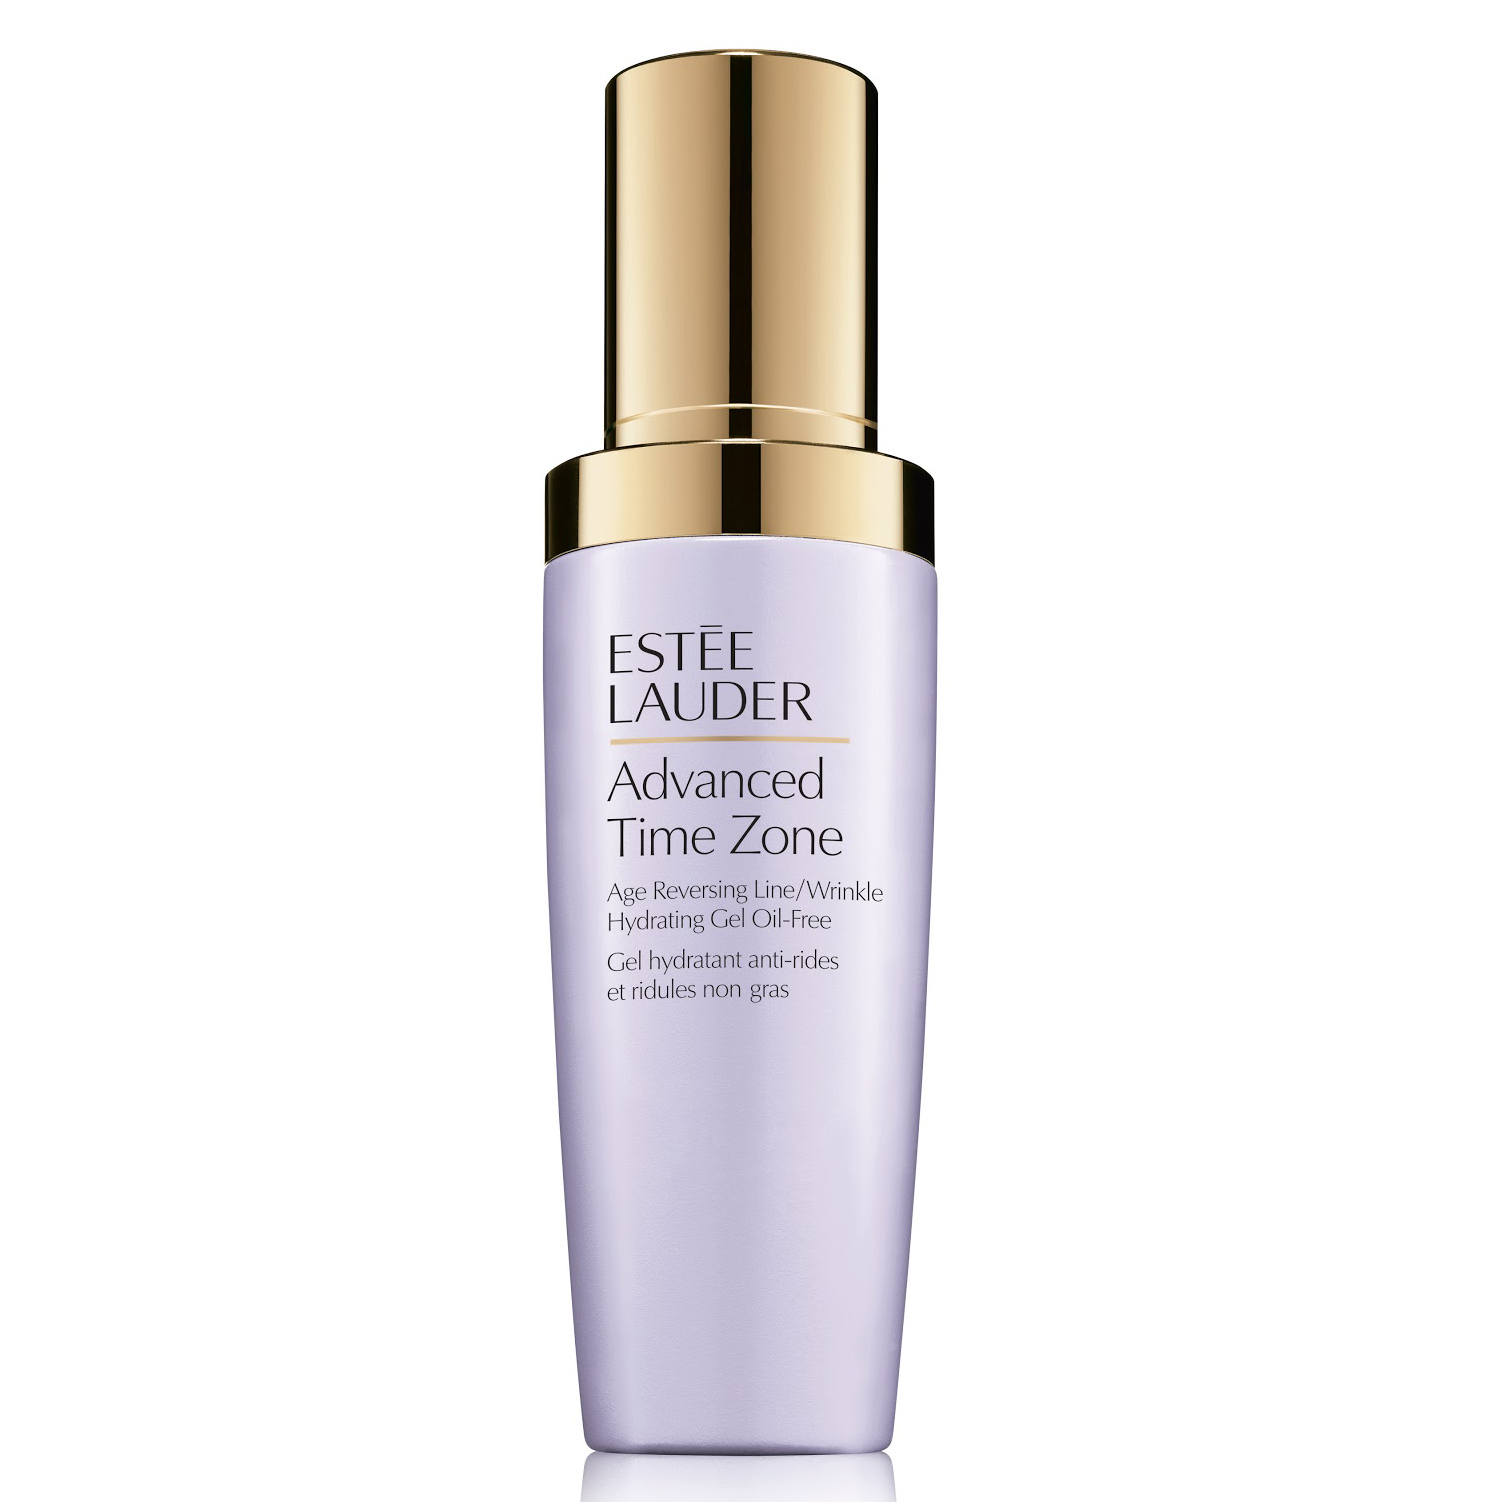 ESTĒE
LAUDER
Advanced
Time Zone
Age Reversing Line/Wrinkle
Hydrating Gel Oil-Free
Gel hydratant anti-rides
et ridules non gras